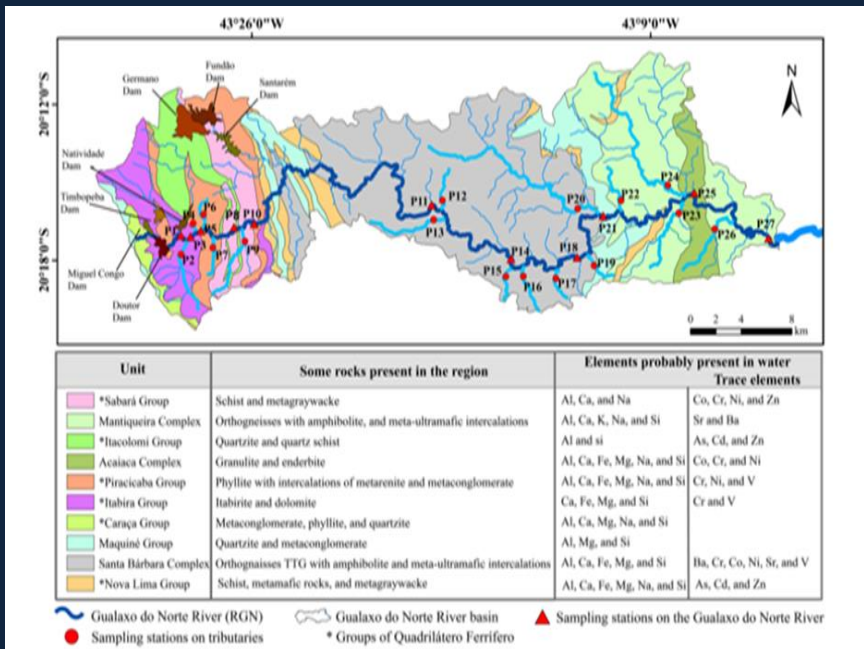 43°26'0"W 43°9'0"W
20°12'0"S
20°18'0"S
N
Germano Dam
Fundão Dam
Santarém Dam
Natividade Dam
Timbopeba Dam
Miguel Congo Dam
Doutor Dam
P1
P2
P3
P4
P5
P6
P7
P8
P9
P10
P11
P12
P13
P14
P15
P16
P17
P18
P19
P20
P21
P22
P23
P24
P25
P26
P27
0 2 4 8
km
Unit Some rocks present in the region Elements probably present in water
Trace elements
*Sabará Group Schist and metagraywacke Al, Ca, and Na Co, Cr, Ni, and Zn
Mantiqueira Complex Orthogneisses with amphibolite, and meta-ultramafic intercalations Al, Ca, K, Na, and Si Sr and Ba
*Itacolomi Group Quartzite and quartz schist Al and si As, Cd, and Zn
Acaiaca Complex Granulite and enderbite Al, Ca, Fe, Mg, Na, and Si Co, Cr, and Ni
*Piracicaba Group Phyllite with intercalations of metarenite and metaconglomerate Al, Ca, Fe, Mg, Na, and Si Cr, Ni, and V
*Itabira Group Itabirite and dolomite Ca, Fe, Mg, and Si Cr and V
*Caraça Group Metaconglomerate, phyllite, and quartzite Al, Ca, Mg, Na, and Si
Maquiné Group Quartzite and metaconglomerate Al, Mg, and Si
Santa Bárbara Complex Orthognaisses TTG with amphibolite and meta-ultramafic intercalations Al, Ca, Fe, Mg, and Si Ba, Cr, Co, Ni, Sr, and V
*Nova Lima Group Schist, metamafic rocks, and metagraywacke Al, Ca, Fe, Mg, Na, and Si As, Cd, and Zn
Gualaxo do Norte River (RGN) Gualaxo do Norte River basin Sampling stations on the Gualaxo do Norte River
Sampling stations on tributaries * Groups of Quadrilátero Ferrífero